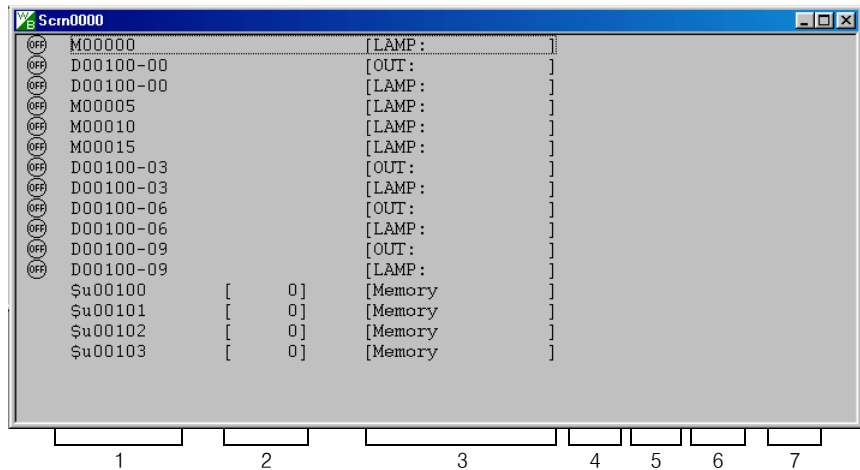 WB Scrn0000
OFF M00000 [LAMP: ]
OFF D00100-00 [OUT: ]
OFF D00100-00 [LAMP: ]
OFF M00005 [LAMP: ]
OFF M00010 [LAMP: ]
OFF M00015 [LAMP: ]
OFF D00100-03 [OUT: ]
OFF D00100-03 [LAMP: ]
OFF D00100-06 [OUT: ]
OFF D00100-06 [LAMP: ]
OFF D00100-09 [OUT: ]
OFF D00100-09 [LAMP: ]
$u00100 [ 0] [Memory ]
$u00101 [ 0] [Memory ]
$u00102 [ 0] [Memory ]
$u00103 [ 0] [Memory ]
1 2 3 4 5 6 7